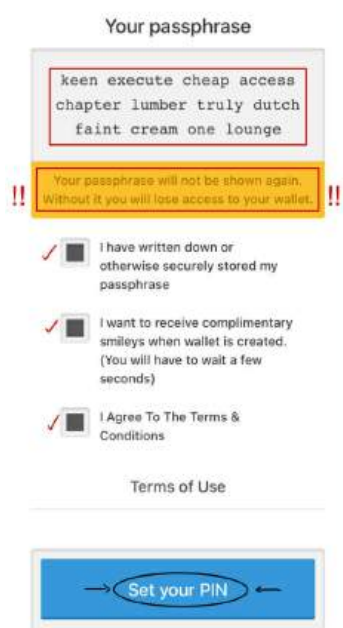 Your passphrase
keen execute cheap access
chapter lumber truly dutch
faint cream one lounge
Your passphrase will not be shown again.
Without it you will lose access to your wallet.
!! !!
I have written down or
otherwise securely stored my
passphrase
I want to receive complimentary
smileys when wallet is created.
(You will have to wait a few
seconds)
I Agree To The Terms &
Conditions
Terms of Use
Set your PIN